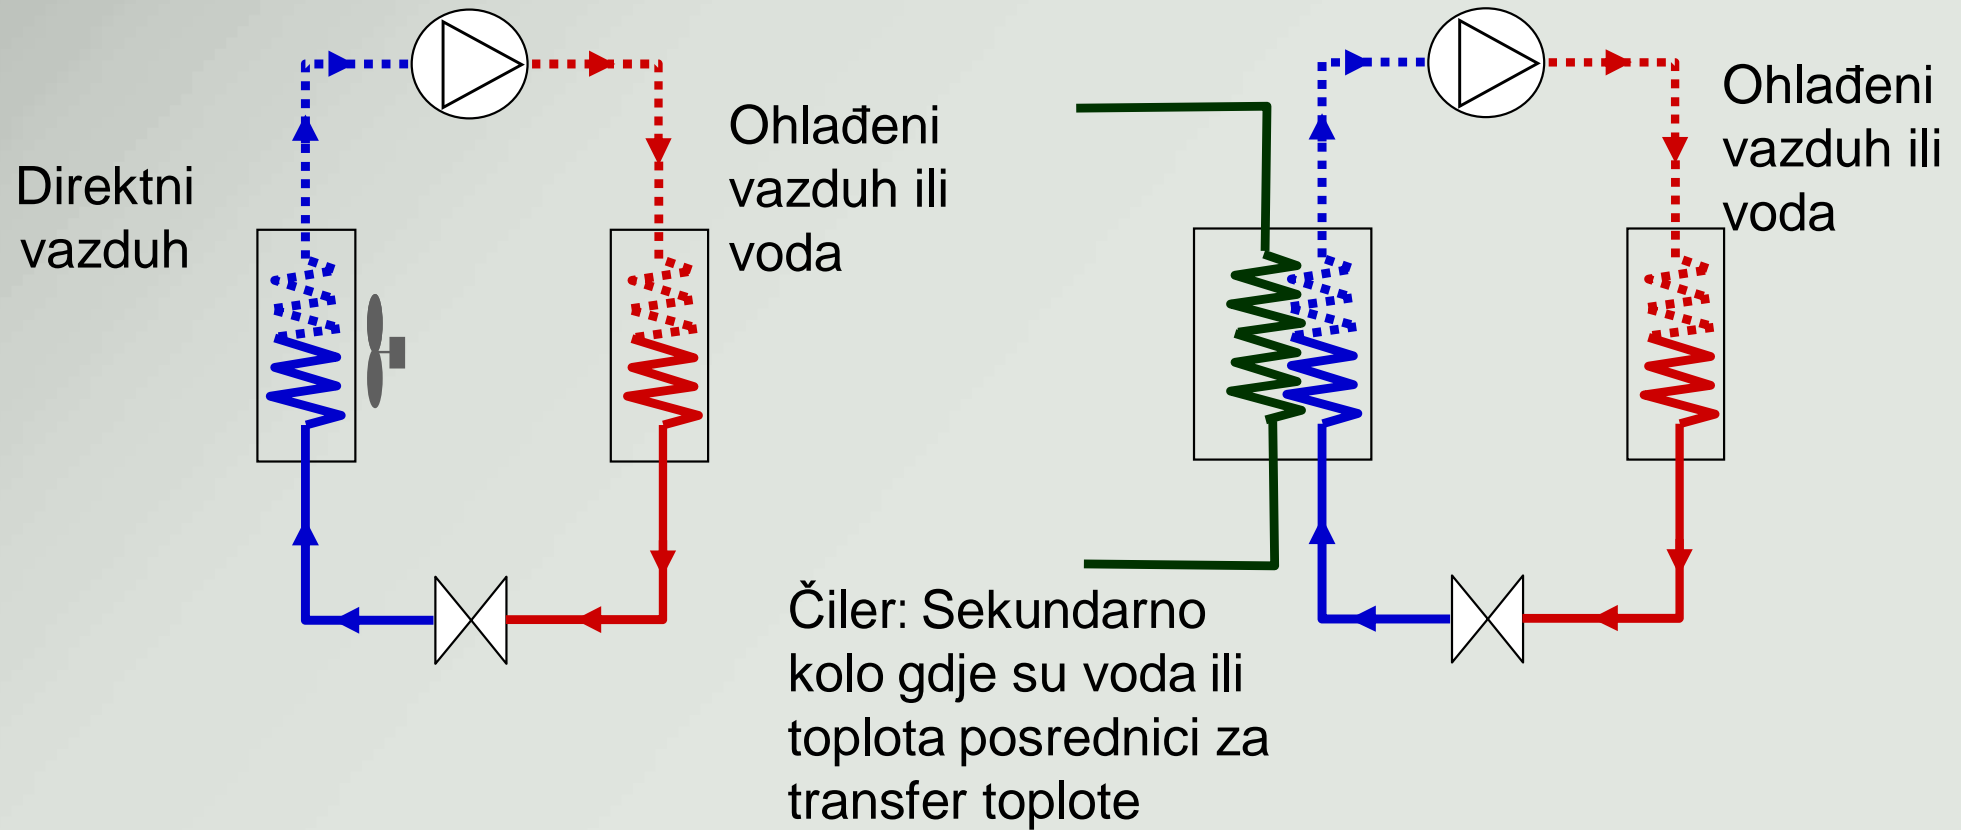 Direktni
vazduh
Ohlađeni
vazduh ili
voda
Čiler: Sekundarno
kolo gdje su voda ili
toplota posrednici za
transfer toplote
Ohlađeni
vazduh ili
voda